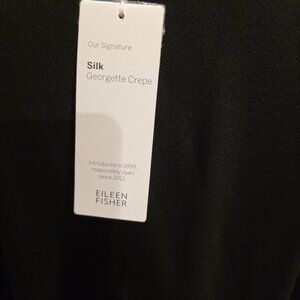 Our Signature
Silk
Georgette Crepe
Introduced in 1999,
responsibly dyed
since 2012
EILEEN
FISHER